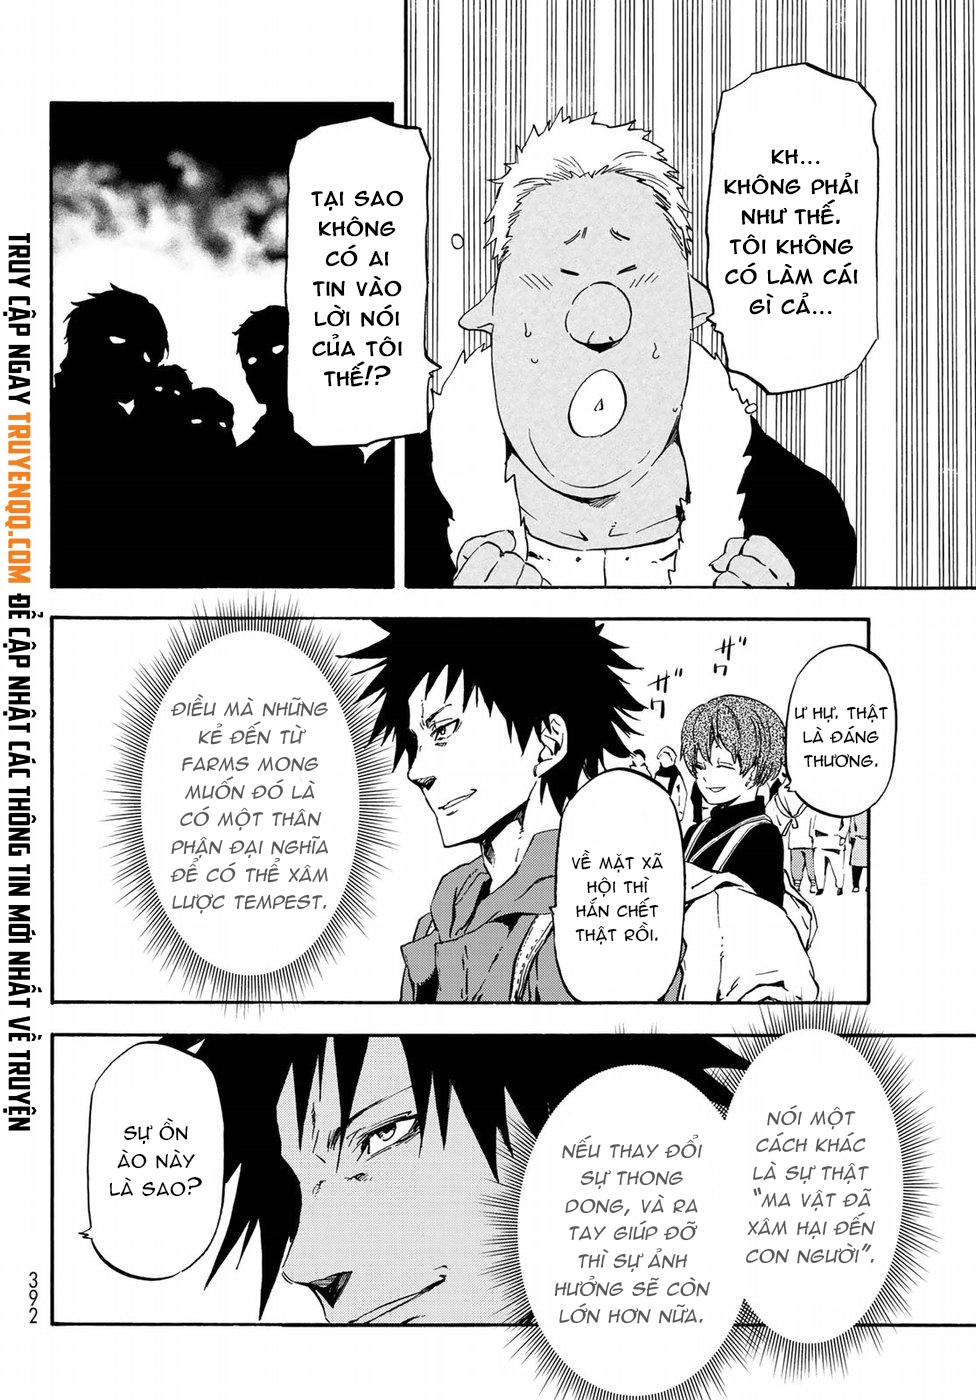 KH...
KHÔNG PHẢI
NHƯ THẾ.
TÔI KHÔNG
CÓ LÀM CÁI
GÌ CẢ...
TẠI SAO
KHÔNG
CÓ AI
TIN VÀO
LỜI NÓI
CỦA TÔI
THẾ!?
Ư HỰ. THẬT
LÀ ĐÁNG
THƯƠNG.
ザワ
ザワ
VỀ MẶT XÃ
HỘI THÌ
HẮN CHẾT
THẬT RỒI.
ĐIỀU MÀ NHỮNG
KẺ ĐẾN TỪ
FARMS MONG
MUỐN ĐÓ LÀ
CÓ MỘT THÂN
PHẬN ĐẠI NGHĨA
ĐỂ CÓ THỂ XÂM
LƯỢC TEMPEST.
NÓI MỘT
CÁCH KHÁC
LÀ SỰ THẬT
"MA VẬT ĐÃ
XÂM HẠI ĐẾN
CON NGƯỜI".
NẾU THAY ĐỔI
SỰ THONG
DONG, VÀ RA
TAY GIÚP ĐỠ
THÌ SỰ ẢNH
HƯỞNG SẼ CÒN
LỚN HƠN NỮA.
SỰ ỒN
ÀO NÀY
LÀ SAO?
392
TRUY CẬP NGAY TRUYENQQ.COM ĐỂ CẬP NHẬT CÁC THÔNG TIN MỚI NHẤT VỀ TRUYỆN